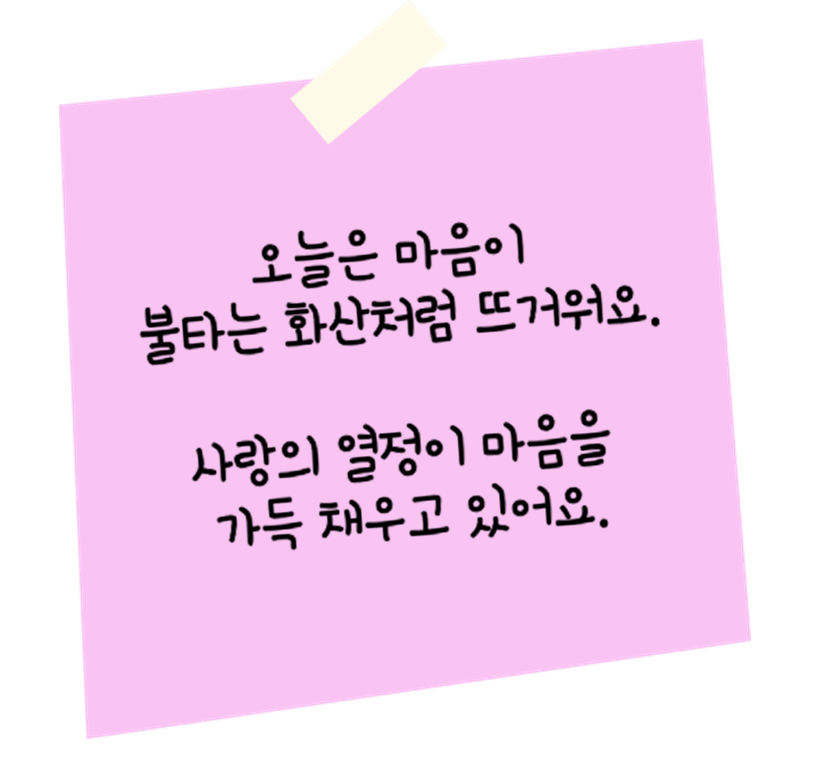 오늘은 마음이
불타는 화산처럼 뜨거워요.
사랑의 열정이 마음을
가득 채우고 있어요.